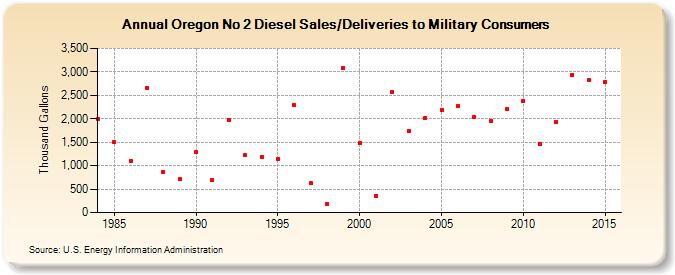 Annual Oregon No 2 Diesel Sales/Deliveries to Military Consumers
Thousand Gallons
3,500
3,000
2,500
2,000
1,500
1,000
500
0
1985 1990 1995 2000 2005 2010 2015
Source: U.S. Energy Information Administration